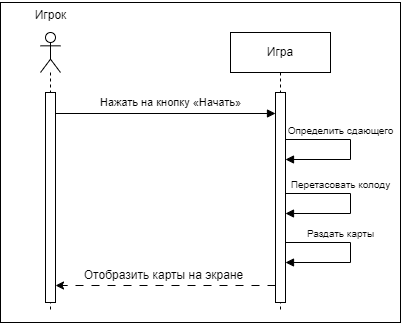 Игрок
Игра
Нажать на кнопку «Начать»
Определить сдающего
Перетасовать колоду
Раздать карты
Отобразить карты на экране